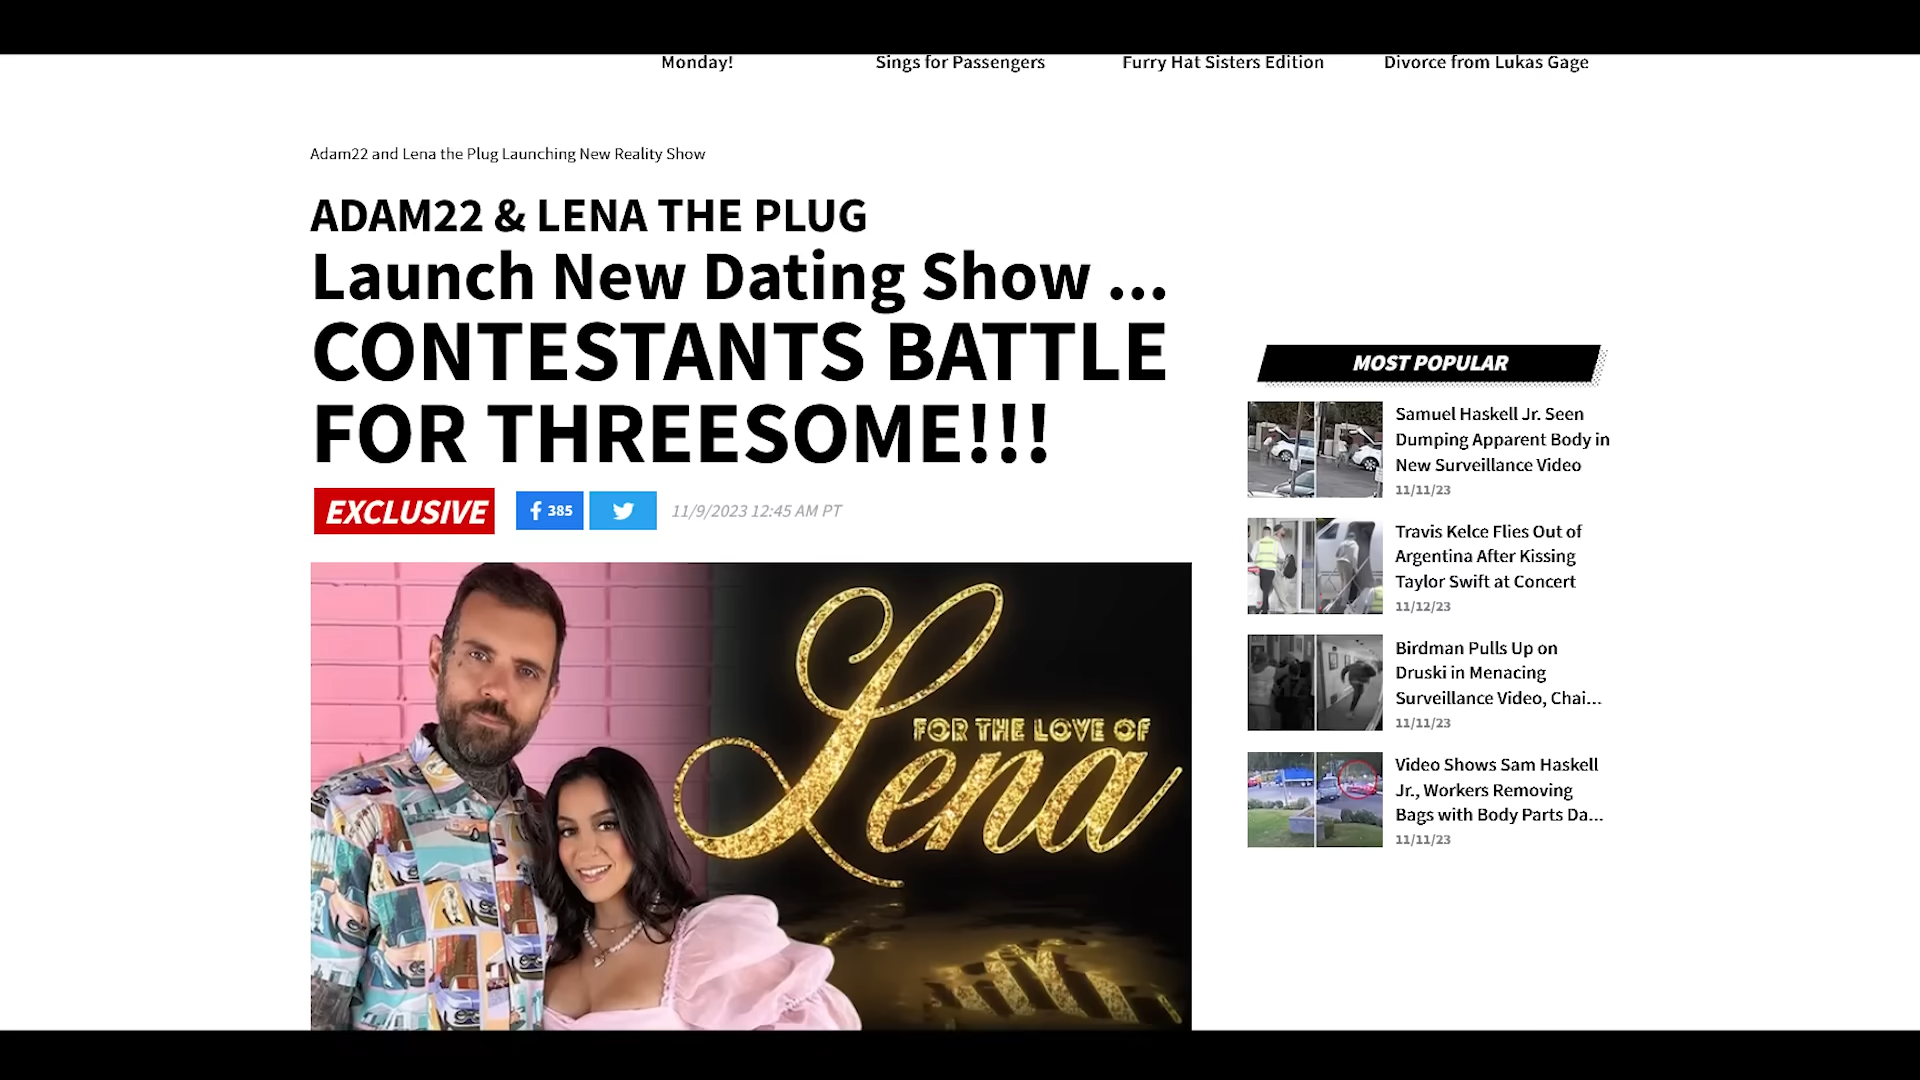 Monday!
Sings for Passengers
Furry Hat Sisters Edition
Divorce from Lukas Gage
Adam22 and Lena the Plug Launching New Reality Show
ADAM22 & LENA THE PLUG
Launch New Dating Show ...
CONTESTANTS BATTLE
FOR THREESOME!!!
EXCLUSIVE
385
11/9/2023 12:45 AM PT
FOR THE LOVE OF
Lena
MOST POPULAR
Samuel Haskell Jr. Seen
Dumping Apparent Body in
New Surveillance Video
11/11/23
Travis Kelce Flies Out of
Argentina After Kissing
Taylor Swift at Concert
11/12/23
Birdman Pulls Up on
Druski in Menacing
Surveillance Video, Chai...
11/11/23
Video Shows Sam Haskell
Jr., Workers Removing
Bags with Body Parts Da...
11/11/23